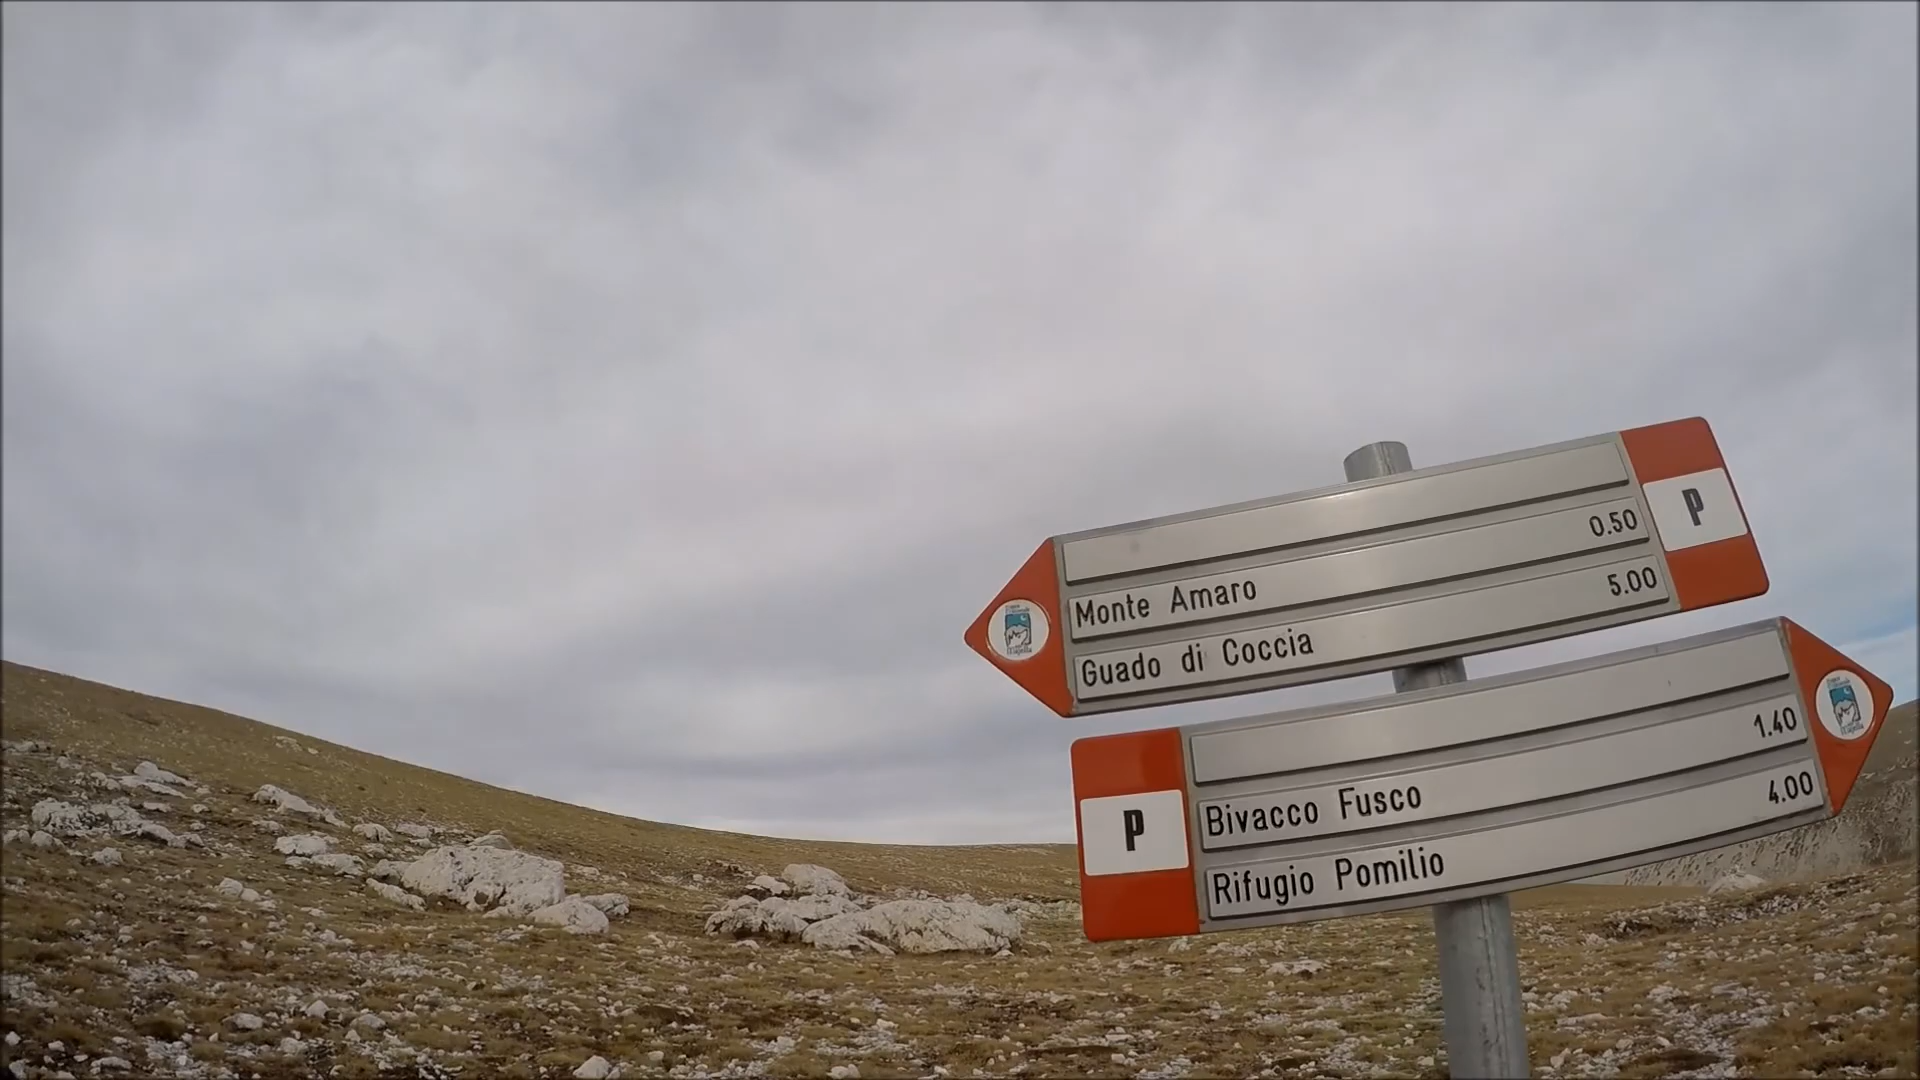 P
Monte Amaro 0.50
Guado di Coccia 5.00
P
Bivacco Fusco 1.40
Rifugio Pomilio 4.00